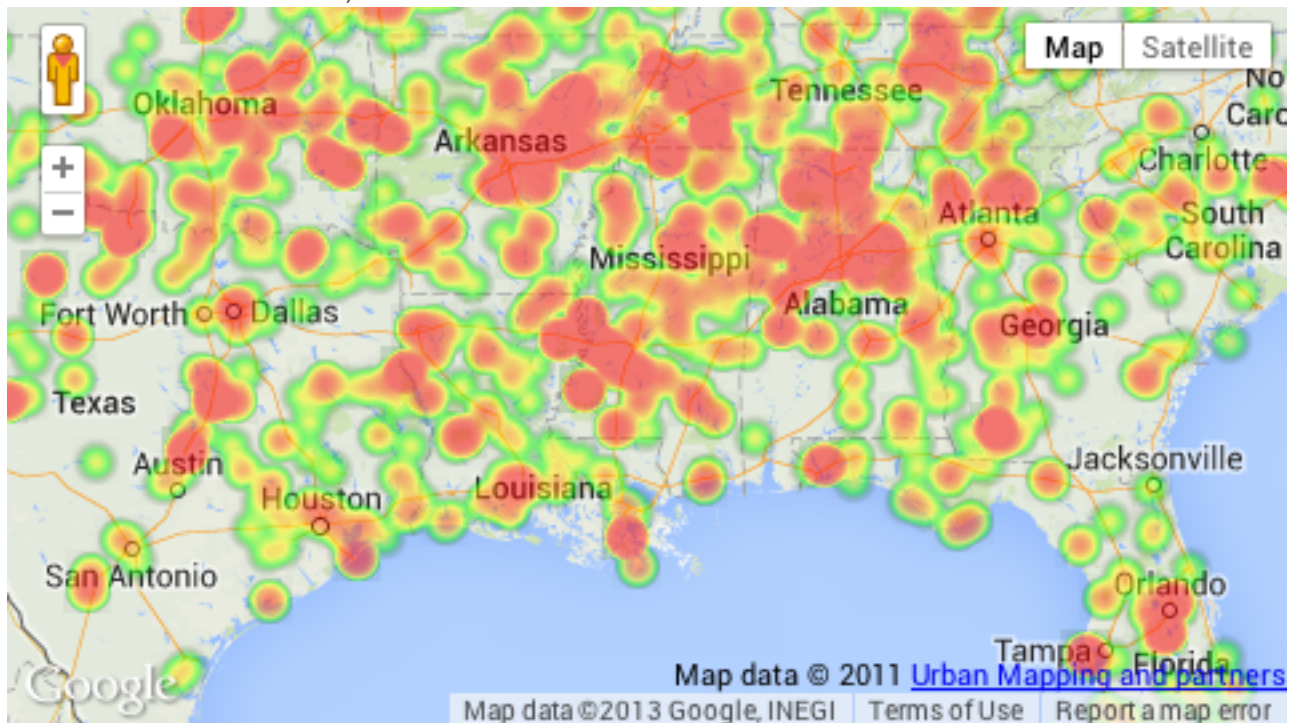 Map Satellite
No
Oklahoma
Tennessee
Carc
Arkansas
Charlotte
Atlanta
South
Carolina
Mississippi
Fort Worth
Dallas
Alabama
Georgia
Texas
Austin
Jacksonville
Houston
Louisiana
San Antonio
Orlando
Tampa
Florida
Map data © 2011 Urban Mapping and partners
Google
Map data ©2013 Google, INEGI Terms of Use Report a map error